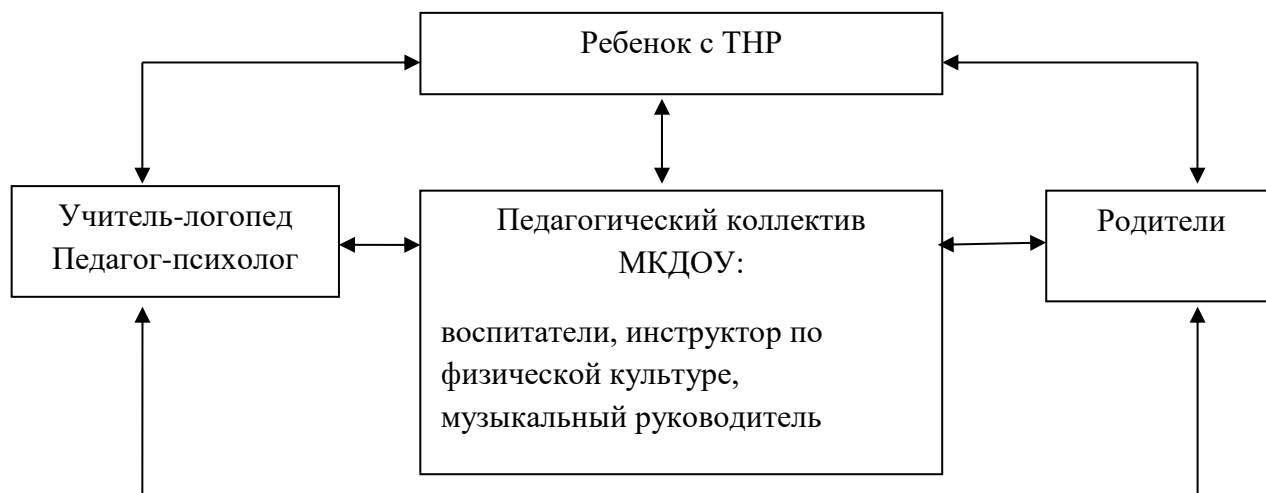 Ребенок с ТНР
Учитель-логопед
Педагог-психолог
Педагогический коллектив
МКДОУ:
воспитатели, инструктор по
физической культуре,
музыкальный руководитель
Родители